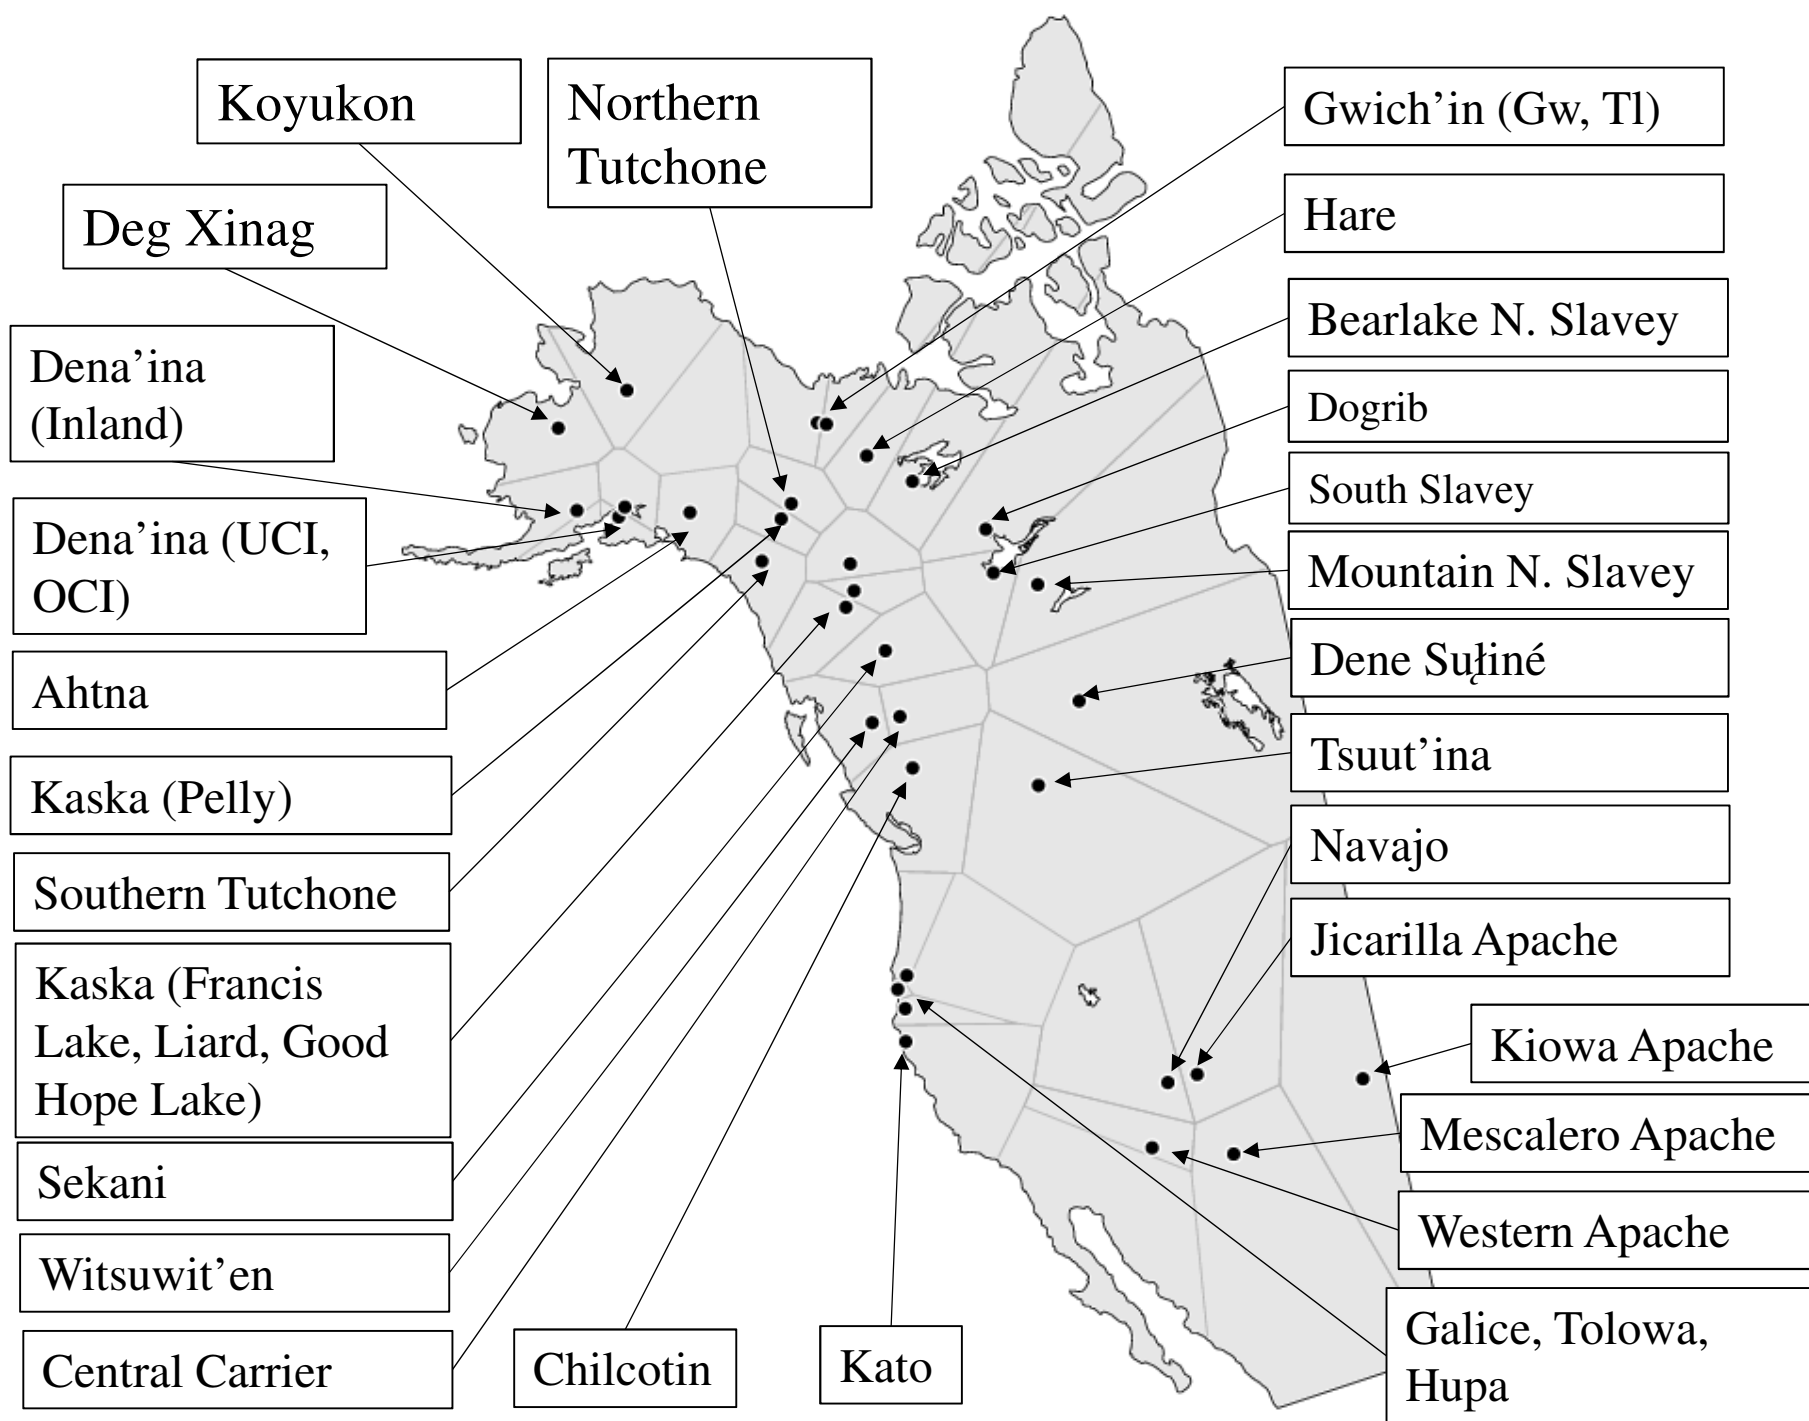 Koyukon
Northern
Tutchone
Gwich’in (Gw, Tl)
Deg Xinag
Hare
Bearlake N. Slavey
Dena’ina
(Inland)
Dogrib
South Slavey
Dena’ina (UCI,
OCI)
Mountain N. Slavey
Ahtna
Dene Sųłiné
Kaska (Pelly)
Tsuut’ina
Southern Tutchone
Navajo
Kaska (Francis
Lake, Liard, Good
Hope Lake)
Jicarilla Apache
Kiowa Apache
Sekani
Mescalero Apache
Witsuwit’en
Western Apache
Central Carrier
Chilcotin
Kato
Galice, Tolowa,
Hupa